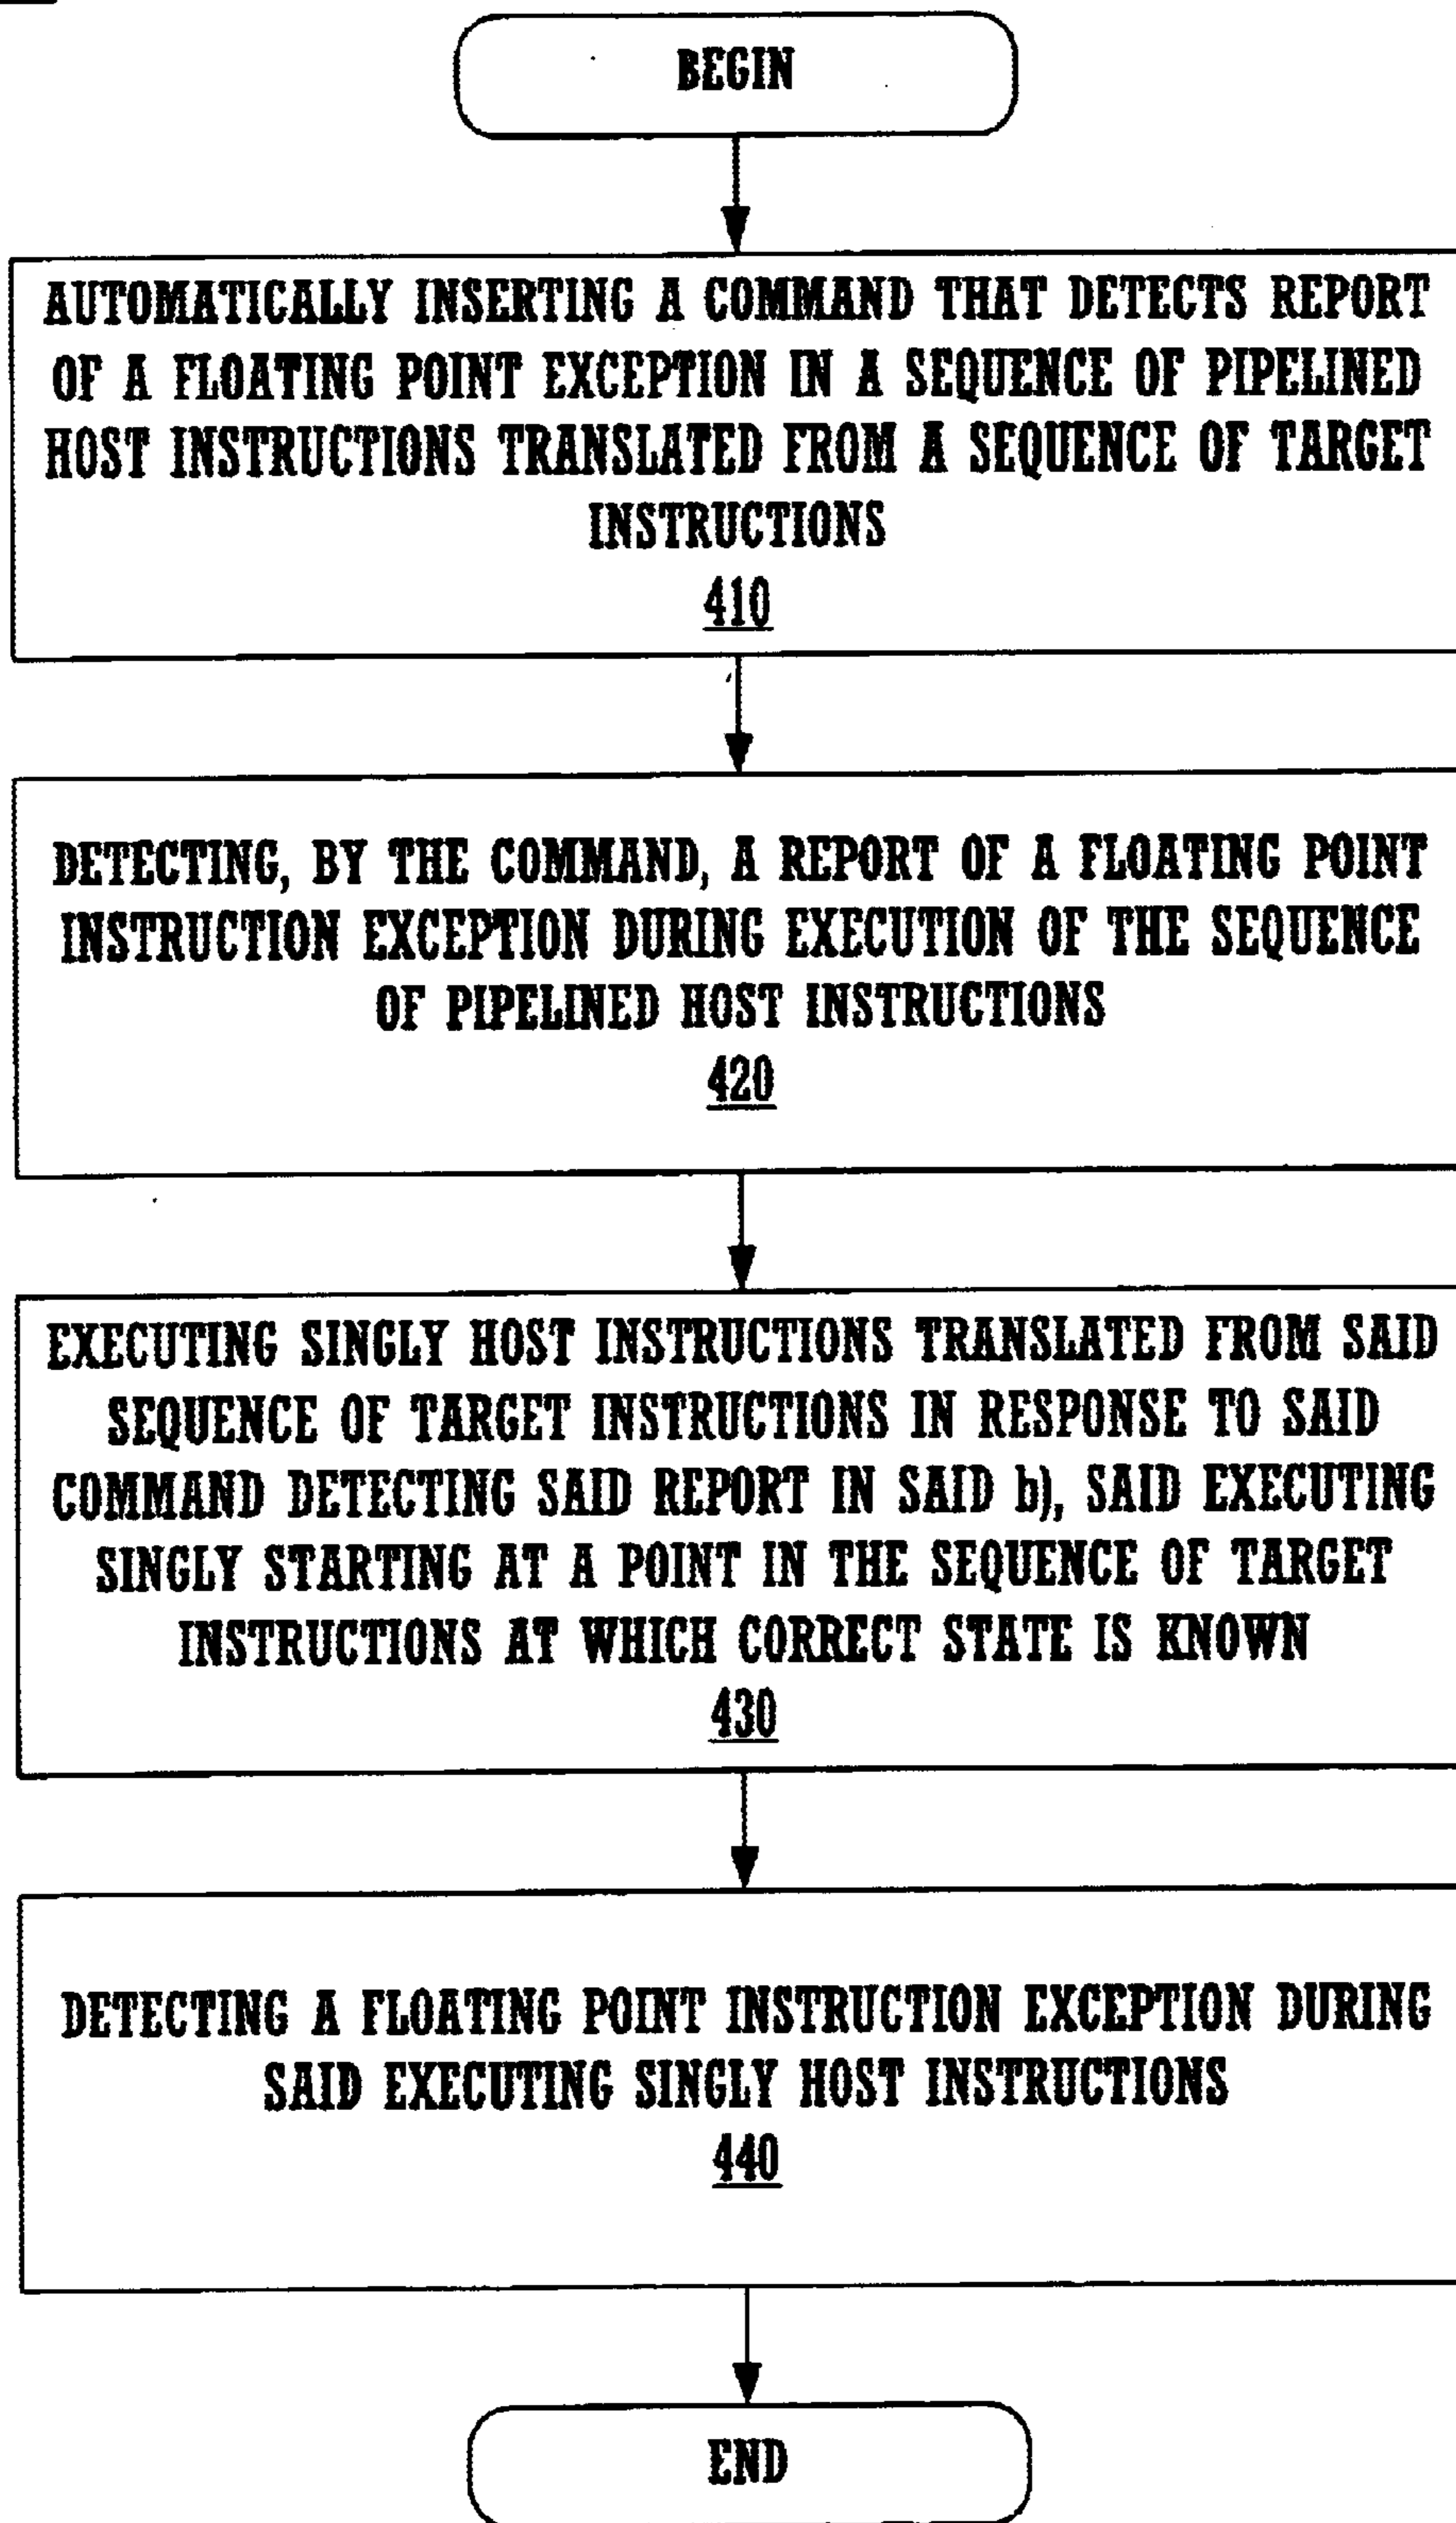 BEGIN
AUTOMATICALLY INSERTING A COMMAND THAT DETECTS REPORT
OF A FLOATING POINT EXCEPTION IN A SEQUENCE OF PIPELINED
HOST INSTRUCTIONS TRANSLATED FROM A SEQUENCE OF TARGET
INSTRUCTIONS
410
DETECTING, BY THE COMMAND, A REPORT OF A FLOATING POINT
INSTRUCTION EXCEPTION DURING EXECUTION OF THE SEQUENCE
OF PIPELINED HOST INSTRUCTIONS
420
EXECUTING SINGLY HOST INSTRUCTIONS TRANSLATED FROM SAID
SEQUENCE OF TARGET INSTRUCTIONS IN RESPONSE TO SAID
COMMAND DETECTING SAID REPORT IN SAID b), SAID EXECUTING
SINGLY STARTING AT A POINT IN THE SEQUENCE OF TARGET
INSTRUCTIONS AT WHICH CORRECT STATE IS KNOWN
430
DETECTING A FLOATING POINT INSTRUCTION EXCEPTION DURING
SAID EXECUTING SINGLY HOST INSTRUCTIONS
440
END